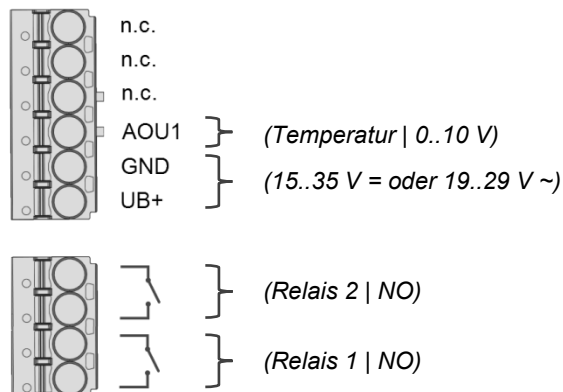 n.c.
n.c.
n.c.
AOU1 (Temperatur | 0..10 V)
GND
(15..35 V = oder 19..29 V ~)
UB+
(Relais 2 | NO)
(Relais 1 | NO)